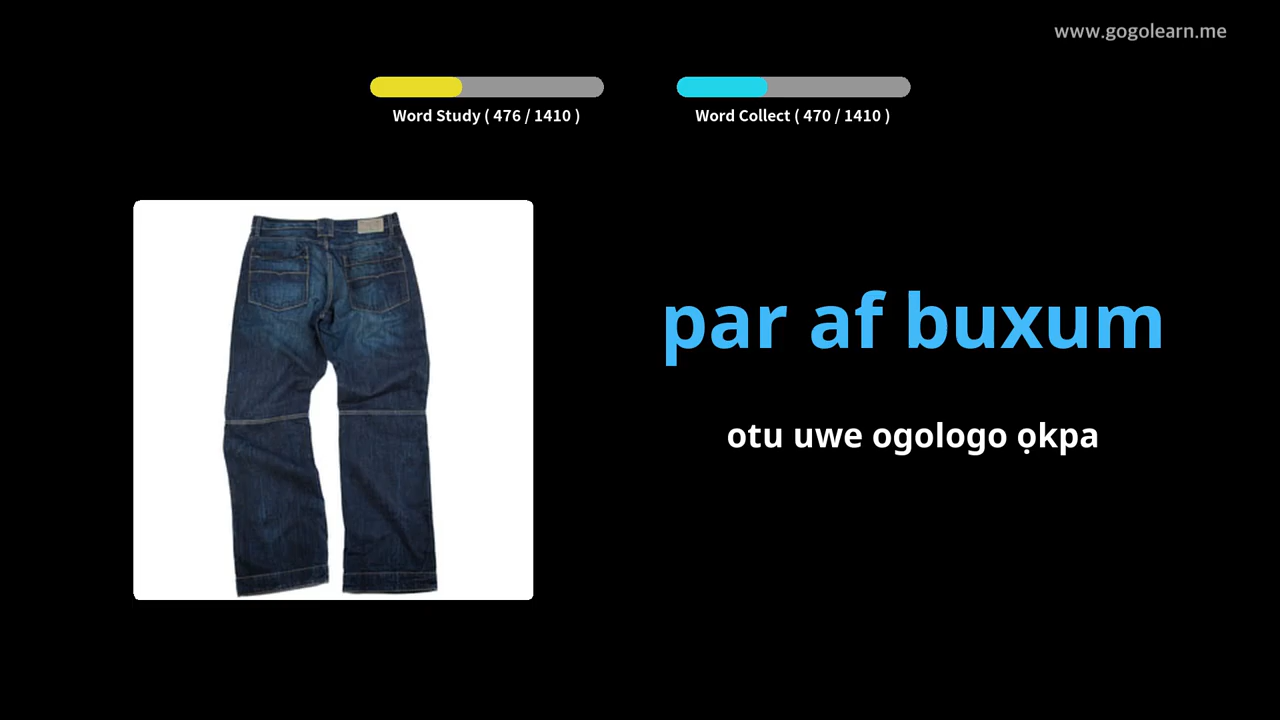 www.gogolearn.me
Word Study ( 476 / 1410 )
Word Collect ( 470 / 1410 )
par af buxum
otu uwe ogologo ọkpa